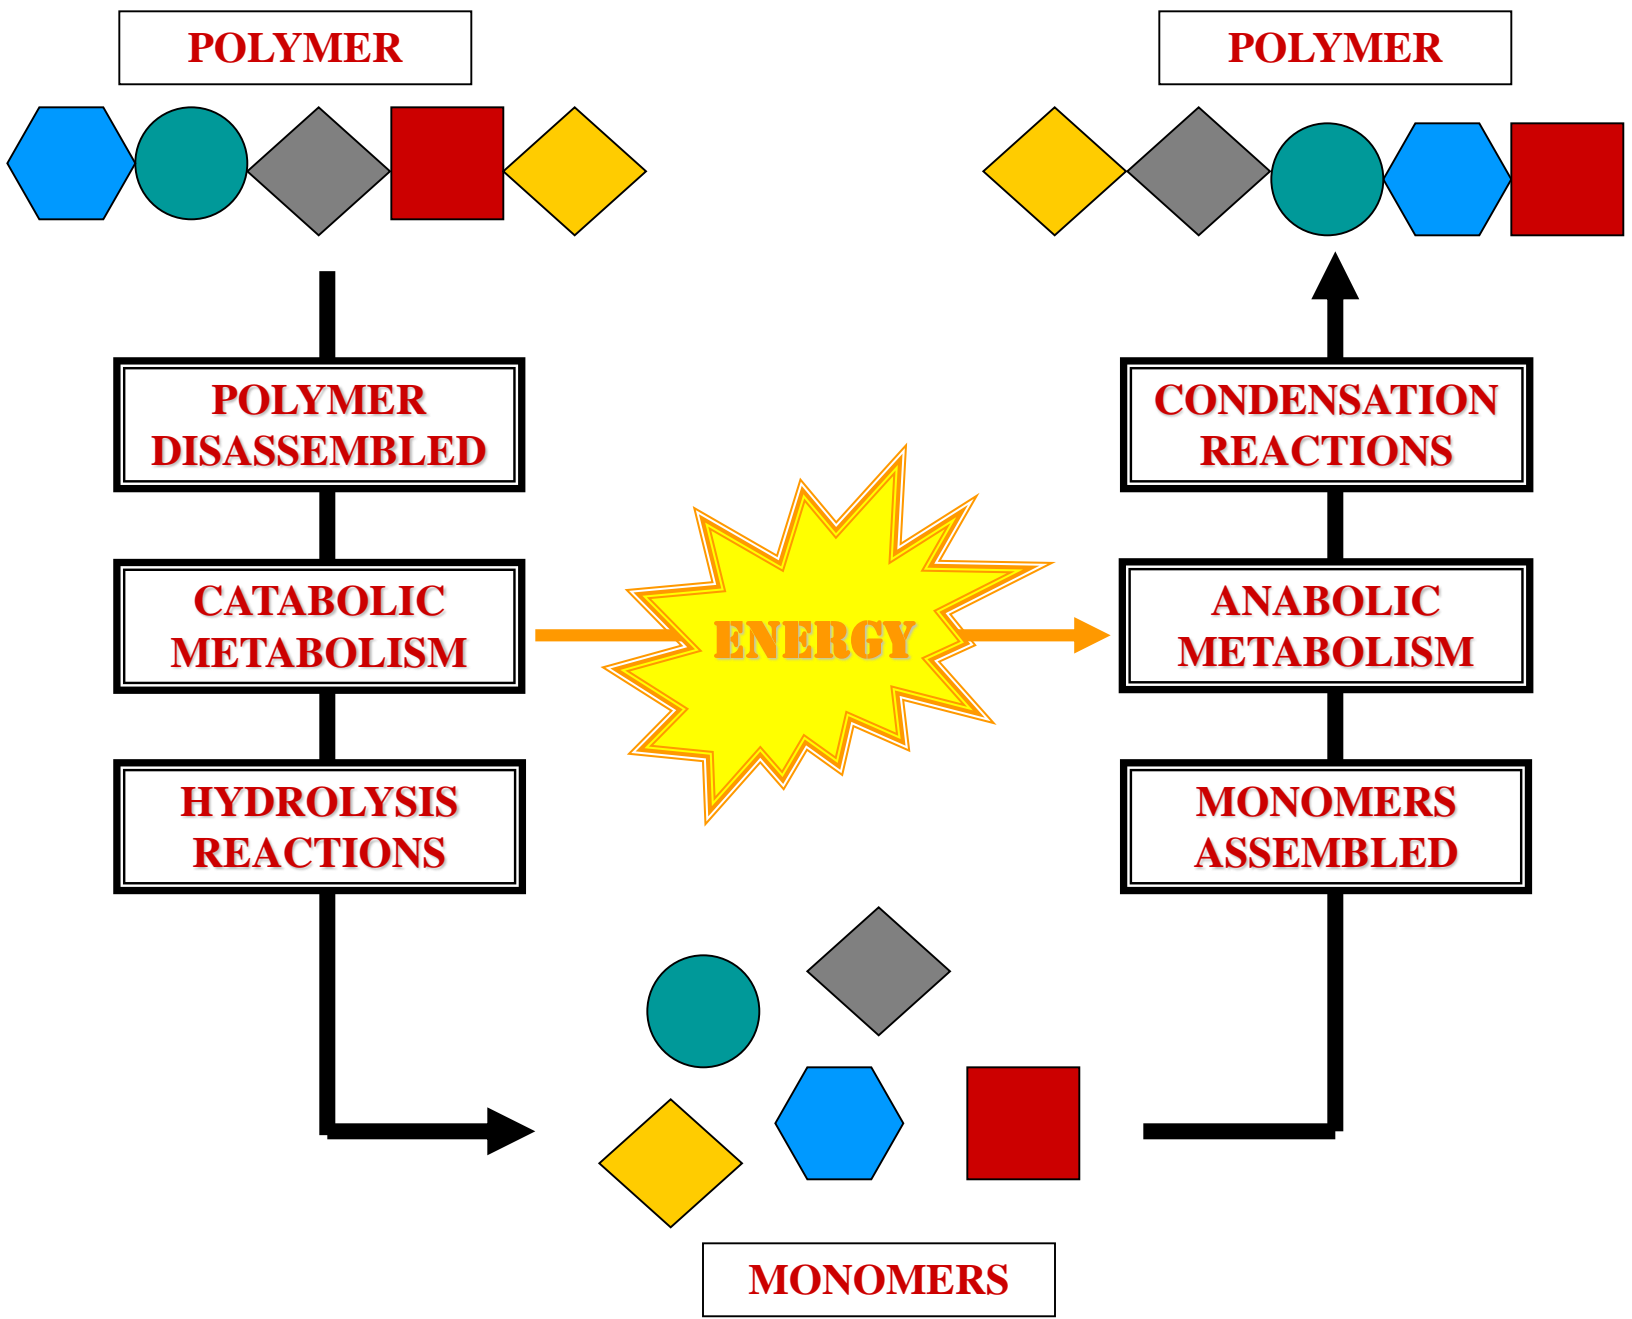 POLYMER
POLYMER
POLYMER
DISASSEMBLED
CATABOLIC
METABOLISM
HYDROLYSIS
REACTIONS
ENERGY
CONDENSATION
REACTIONS
ANABOLIC
METABOLISM
MONOMERS
ASSEMBLED
MONOMERS